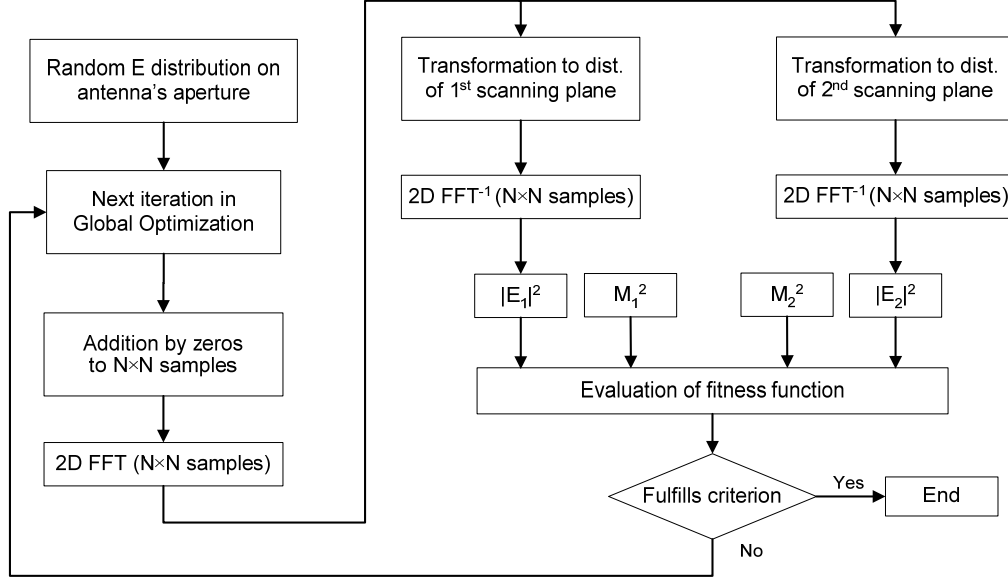 Random E distribution on
antenna's aperture
Next iteration in
Global Optimization
Addition by zeros
to N×N samples
2D FFT (N×N samples)
Transformation to dist.
of 1st scanning plane
2D FFT-1 (N×N samples)
|E1|2
M12
Transformation to dist.
of 2nd scanning plane
2D FFT-1 (N×N samples)
M22
|E2|2
Evaluation of fitness function
Fulfills criterion
Yes
End
No